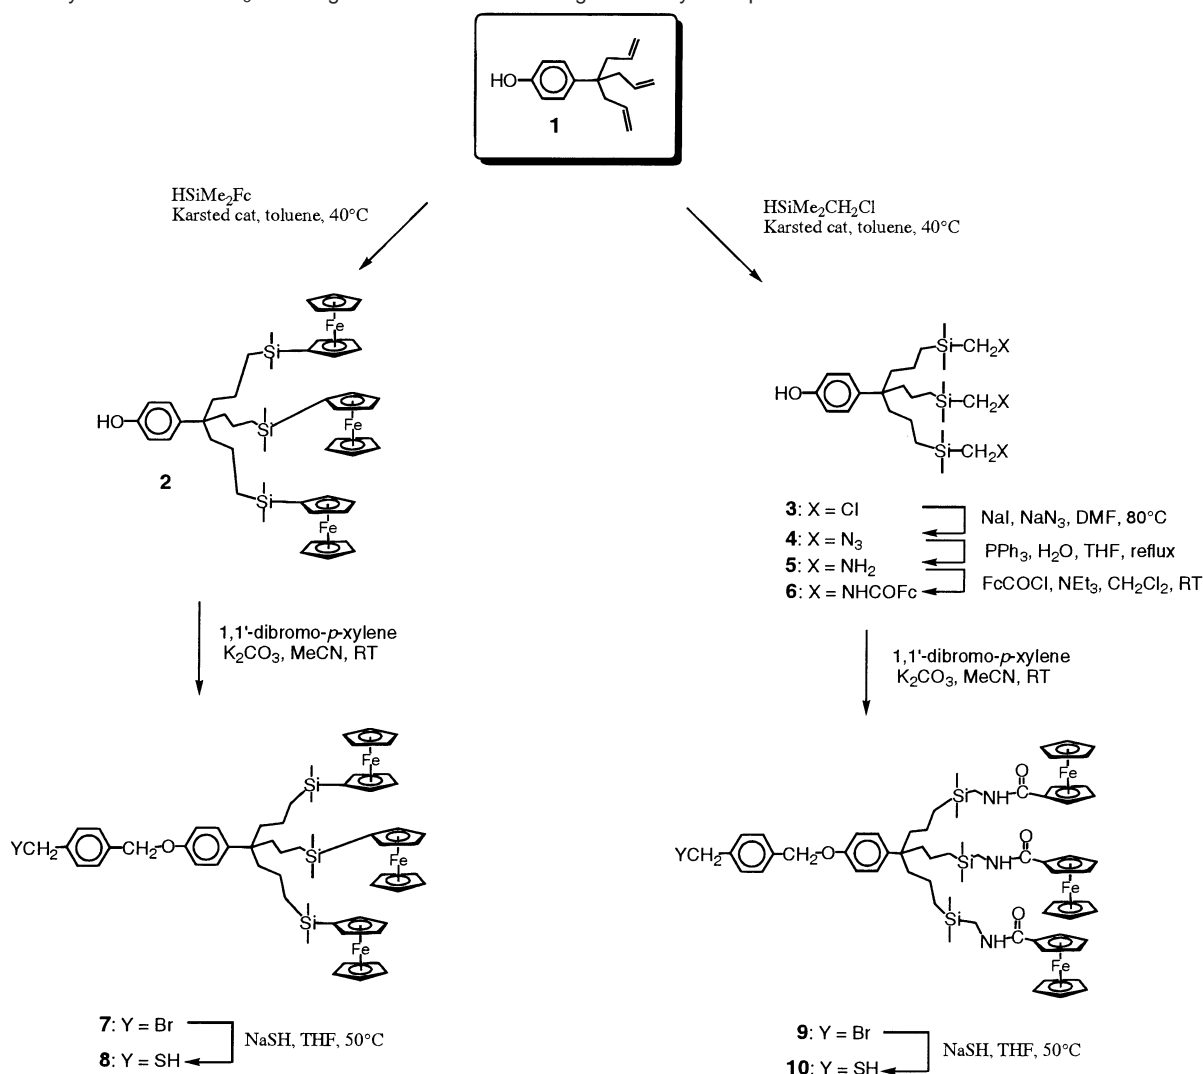 HO
1
HSiMe2Fc
Karsted cat, toluene, 40°C
HSiMe2CH2Cl
Karsted cat, toluene, 40°C
Fe
Si
HO
Si
Fe
2
Si
Fe
Si-CH2X
HO
Si-CH2X
Si-CH2X
3: X = Cl
NaI, NaN3, DMF, 80°C
4: X = N3
PPh3, H2O, THF, reflux
5: X = NH2
FcCOCl, NEt3, CH2Cl2, RT
6: X = NHCOFc
1,1'-dibromo-p-xylene
K2CO3, MeCN, RT
1,1'-dibromo-p-xylene
K2CO3, MeCN, RT
Fe
Si
YCH2
CH2-O
Si
Fe
Si
Fe
O
Fe
Si
NH
C
YCH2
CH2-O
O
Si
NH
C
Fe
O
Si
NH
C
Fe
7: Y = Br
NaSH, THF, 50°C
8: Y = SH
9: Y = Br
NaSH, THF, 50°C
10: Y = SH